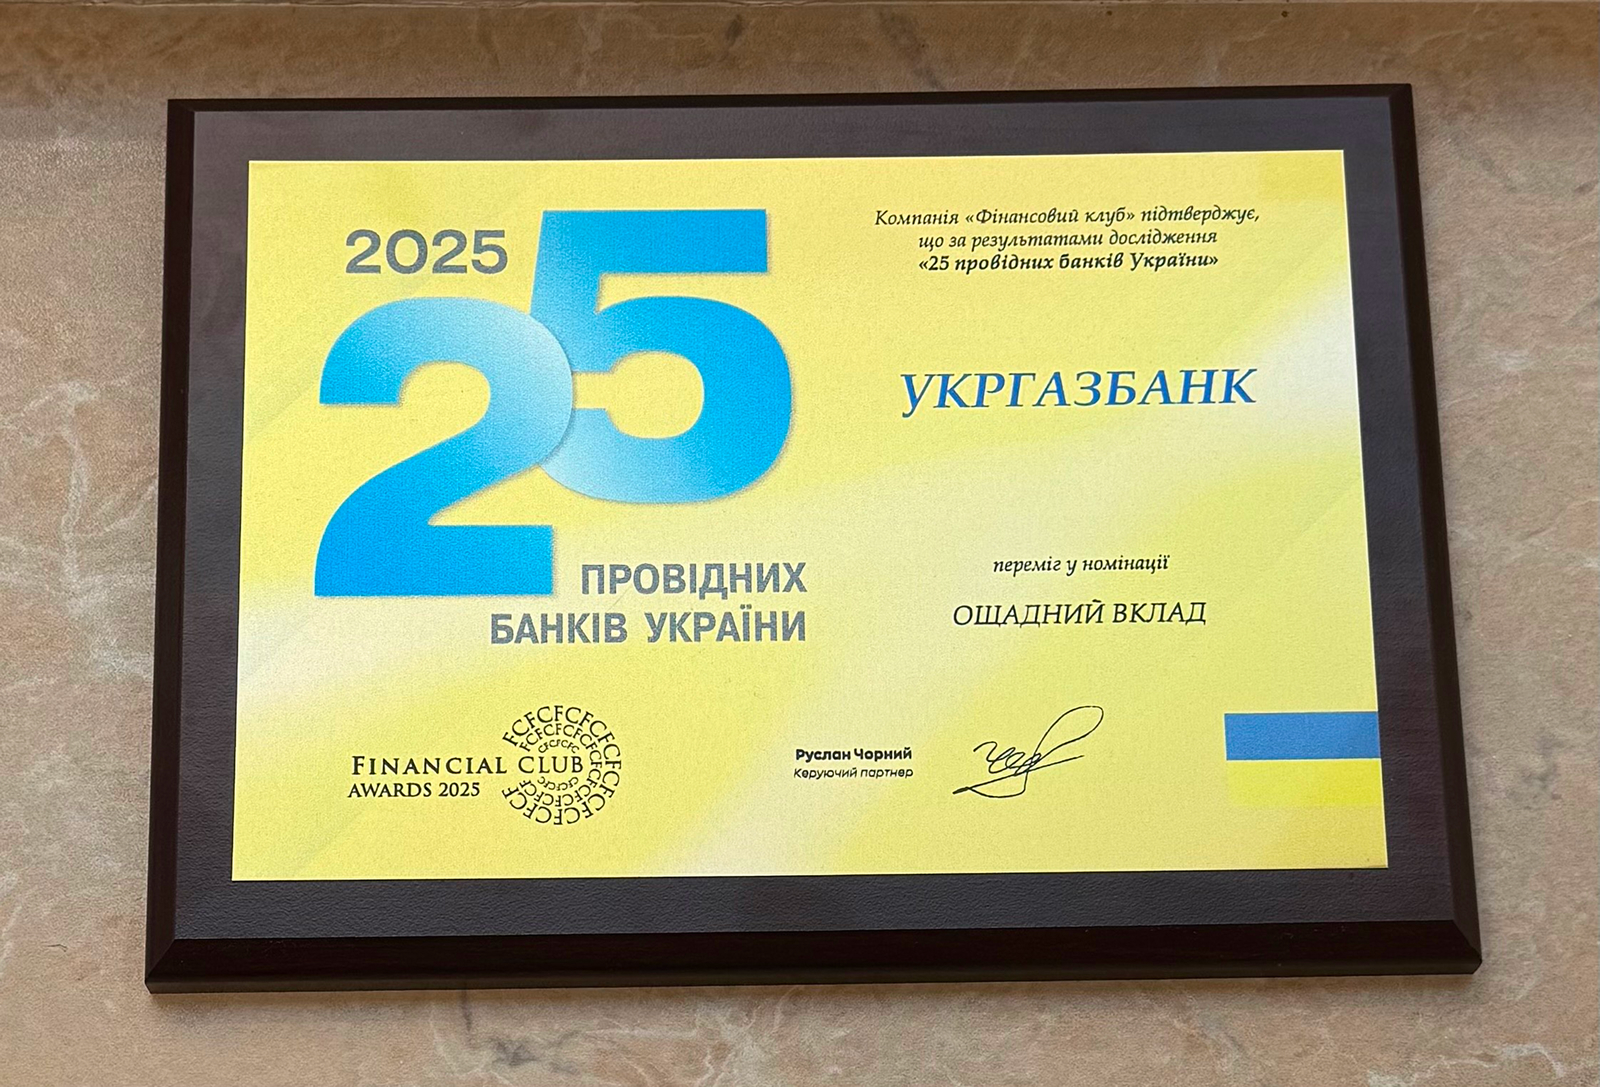 2025
25
ПРОВІДНИХ
БАНКІВ УКРАЇНИ
FINANCIAL CLUB
AWARDS 2025
Компанія «Фінансовий клуб» підтверджує,
що за результатами дослідження
«25 провідних банків України»
УКРГАЗБАНК
переміг у номінації
ОЩАДНИЙ ВКЛАД
Руслан Чорний
Керуючий партнер